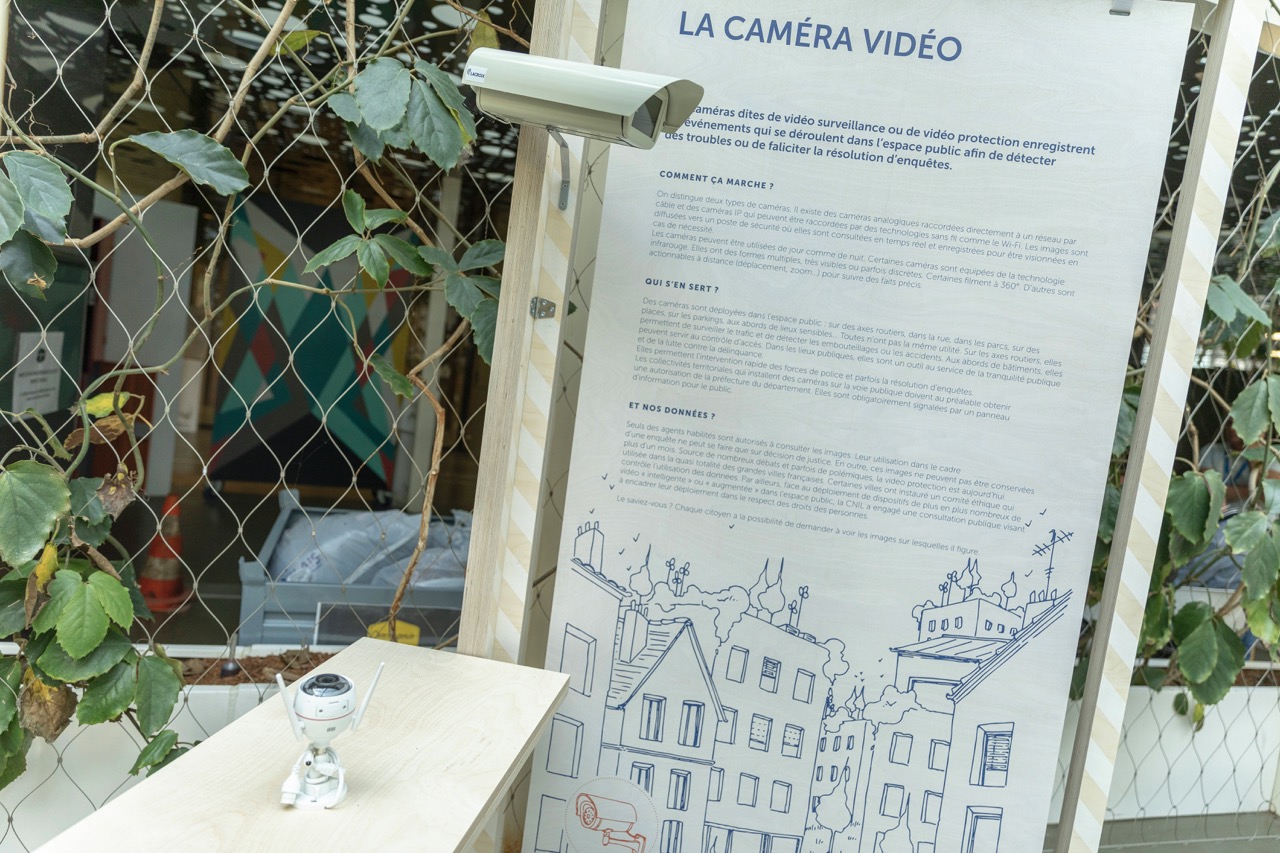 LA CAMÉRA VIDÉO
LACROIX
caméras dites de vidéo surveillance ou de vidéo protection enregistrent
événements qui se déroulent dans l'espace public afin de détecter
des troubles ou de faliciter la résolution d'enquêtes.
COMMENT ÇA MARCHE ?
On distingue deux types de caméras. Il existe des caméras analogiques raccordées directement à un réseau par
câble et des caméras IP qui peuvent être raccordées par des technologies sans fil comme le Wi-Fi. Les images sont
diffusées vers un poste de sécurité où elles sont consultées en temps réel et enregistrées pour être visionnées en
cas de nécessité.
Les caméras peuvent être utilisées de jour comme de nuit. Certaines caméras sont équipées de la technologie
infrarouge. Elles ont des formes multiples, très visibles ou parfois discrètes. Certaines filment à 360°. D'autres sont
actionnables à distance (déplacement, zoom...) pour suivre des faits précis.
QUI S'EN SERT ?
Des caméras sont déployées dans l'espace public : sur des axes routiers, dans la rue, dans les parcs, sur des
places, sur les parkings, aux abords de lieux sensibles. Toutes n'ont pas la même utilité. Sur les axes routiers, elles
permettent de surveiller le trafic et de détecter les embouteillages ou les accidents. Aux abords de bâtiments, elles
peuvent servir au contrôle d'accès. Dans les lieux publiques, elles sont un outil au service de la tranquilité publique
et de la lutte contre la délinquance.
Elles permettent l'intervention rapide des forces de police et parfois la résolution d'enquêtes.
Les collectivités territoriales qui installent des caméras sur la voie publique doivent au préalable obtenir
une autorisation de la préfecture du département. Elles sont obligatoirement signalées par un panneau
d'information pour le public.
ET NOS DONNÉES ?
Seuls des agents habilités sont autorisés à consulter les images. Leur utilisation dans le cadre
d'une enquête ne peut se faire que sur décision de justice. En outre, ces images ne peuvent pas être conservées
plus d'un mois. Source de nombreux débats et parfois de polémiques, la vidéo protection est aujourd'hui
utilisée dans la quasi totalité des grandes villes françaises. Certaines villes ont instauré un comité éthique qui
contrôle l'utilisation des données. Par ailleurs, face au déploiement de dispositifs de plus en plus nombreux de
vidéo « intelligente » ou « augmentée » dans l'espace public, la CNIL a engagé une consultation publique visant
à encadrer leur déploiement dans le respect des droits des personnes.
Le saviez-vous ? Chaque citoyen a la possibilité de demander à voir les images sur lesquelles il figure.